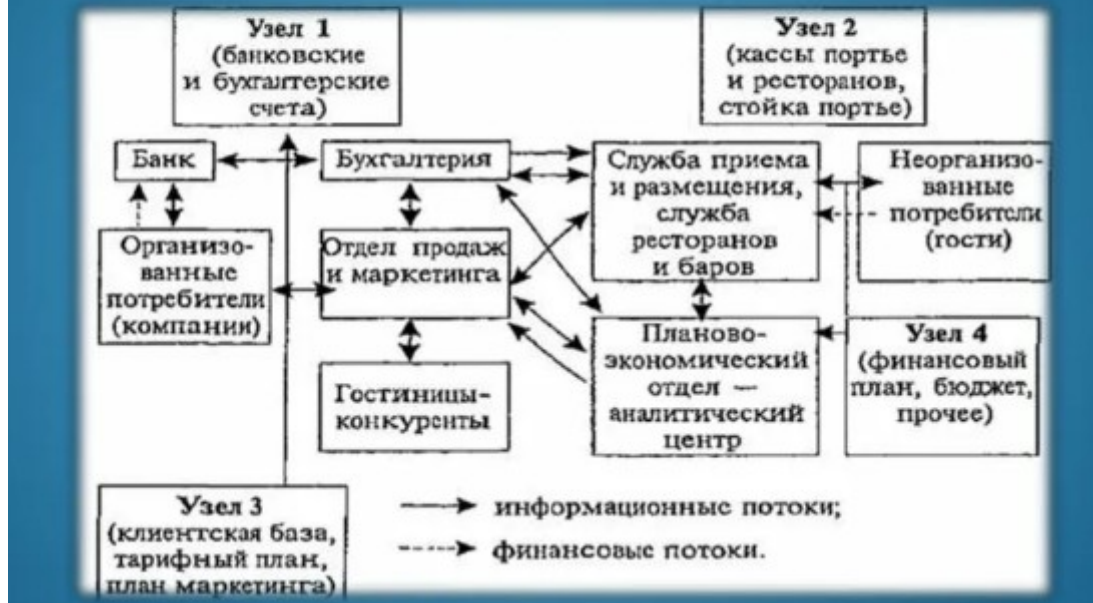 Узел 1
(банковские
и бухгалтерские
счета)
Узел 2
(кассы портье
и ресторанов,
стойка портье)
Банк
Бухгалтерия
Служба приема
и размещения,
служба
ресторанов
и баров
Неорганизо-
ванные
потребители
(гости)
Организо-
ванные
потребители
(компании)
Отдел продаж
и маркетинга
Планово-
экономический
отдел —
аналитический
центр
Узел 4
(финансовый
план, бюджет,
прочее)
Гостиницы-
конкуренты
Узел 3
(клиентская база,
тарифный план,
план маркетинга)
информационные потоки;
финансовые потоки.